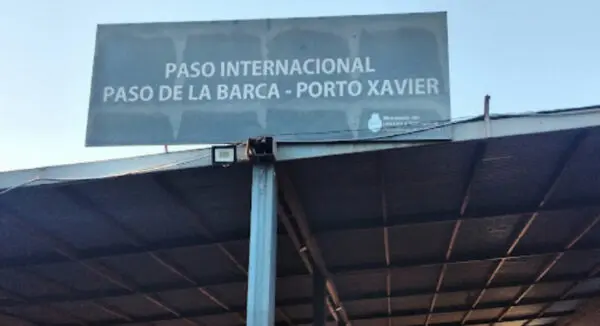 PASO INTERNACIONAL
PASO DE LA BARCA - PORTO XAVIER